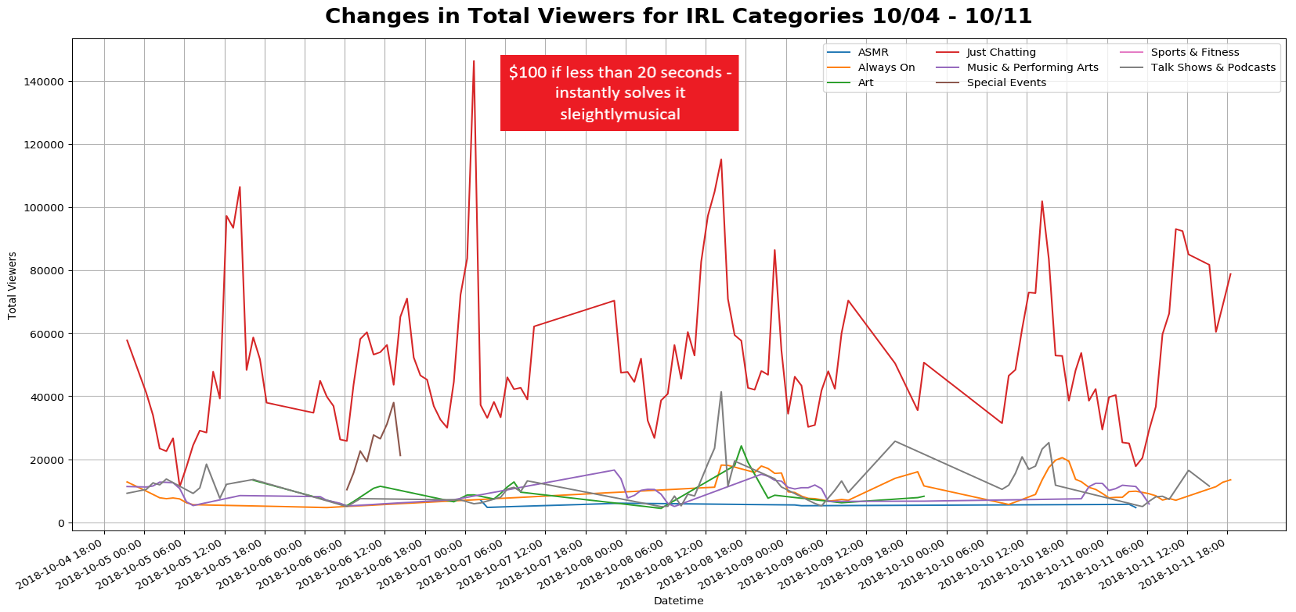 Changes in Total Viewers for IRL Categories 10/04 - 10/11
ASMR
Always On
Art
Just Chatting
Music & Performing Arts
Special Events
Sports & Fitness
Talk Shows & Podcasts
$100 if less than 20 seconds -
instantly solves it
sleightlymusical
Total Viewers
140000
120000
100000
80000
60000
40000
20000
0
2018-10-04 18:00
2018-10-05 00:00
2018-10-05 06:00
2018-10-05 12:00
2018-10-05 18:00
2018-10-06 00:00
2018-10-06 06:00
2018-10-06 12:00
2018-10-06 18:00
2018-10-07 00:00
2018-10-07 06:00
2018-10-07 12:00
2018-10-07 18:00
2018-10-08 00:00
2018-10-08 06:00
2018-10-08 12:00
2018-10-08 18:00
2018-10-09 00:00
2018-10-09 06:00
2018-10-09 12:00
2018-10-09 18:00
2018-10-10 00:00
2018-10-10 06:00
2018-10-10 12:00
2018-10-10 18:00
2018-10-11 00:00
2018-10-11 06:00
2018-10-11 12:00
2018-10-11 18:00
Datetime